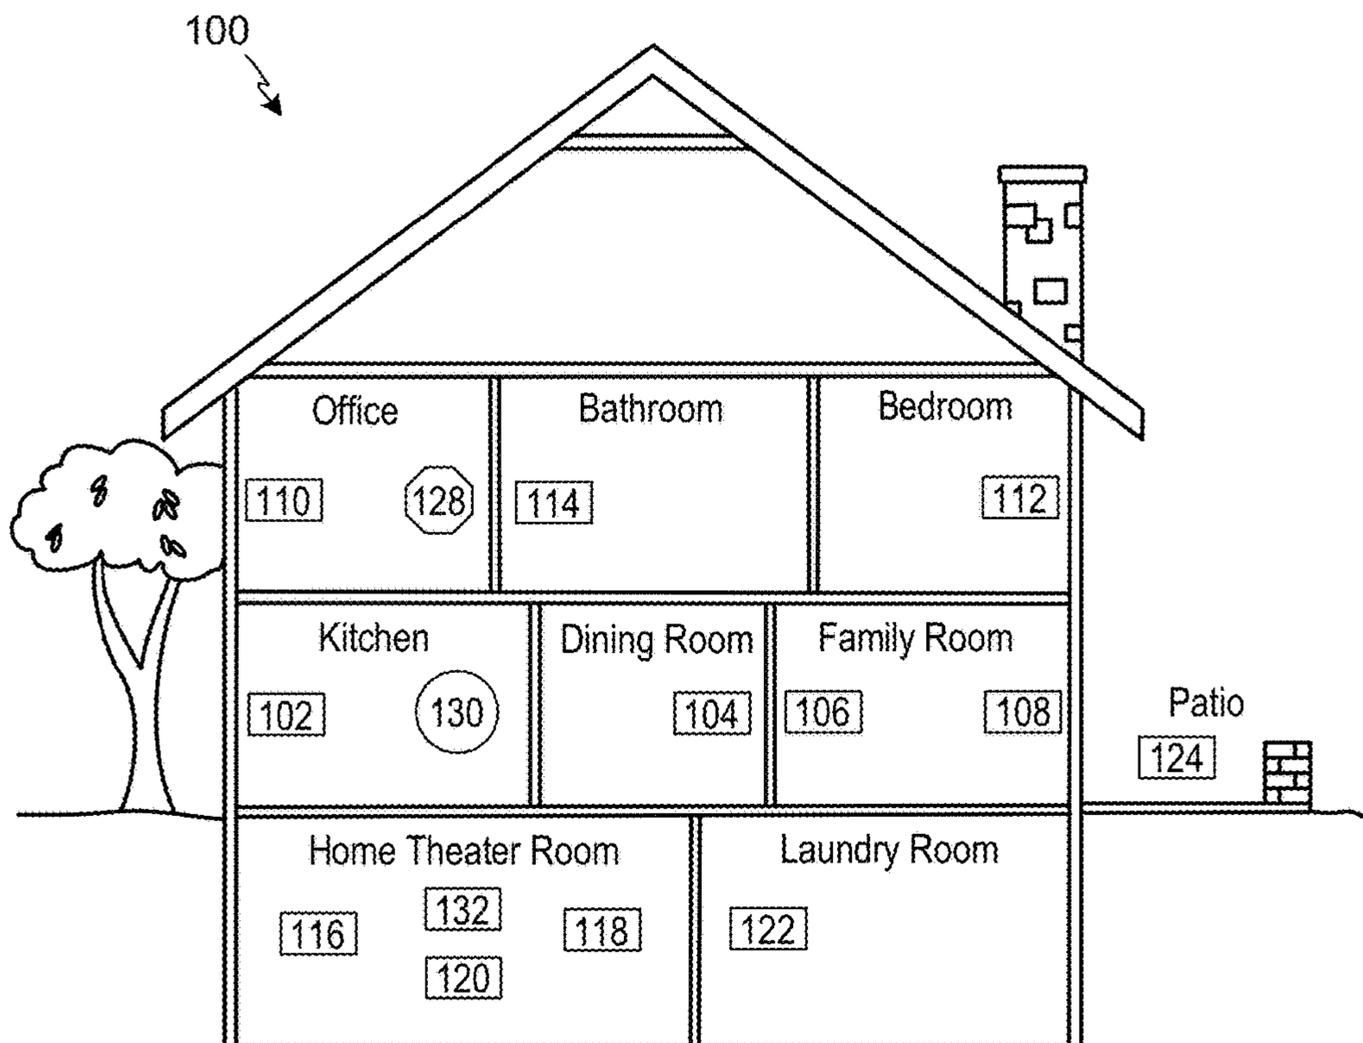 100
Office
Bathroom
Bedroom
110
128
114
112
Kitchen
Dining Room
Family Room
102
130
104
106
108
Patio
124
Home Theater Room
Laundry Room
116
132
118
120
122